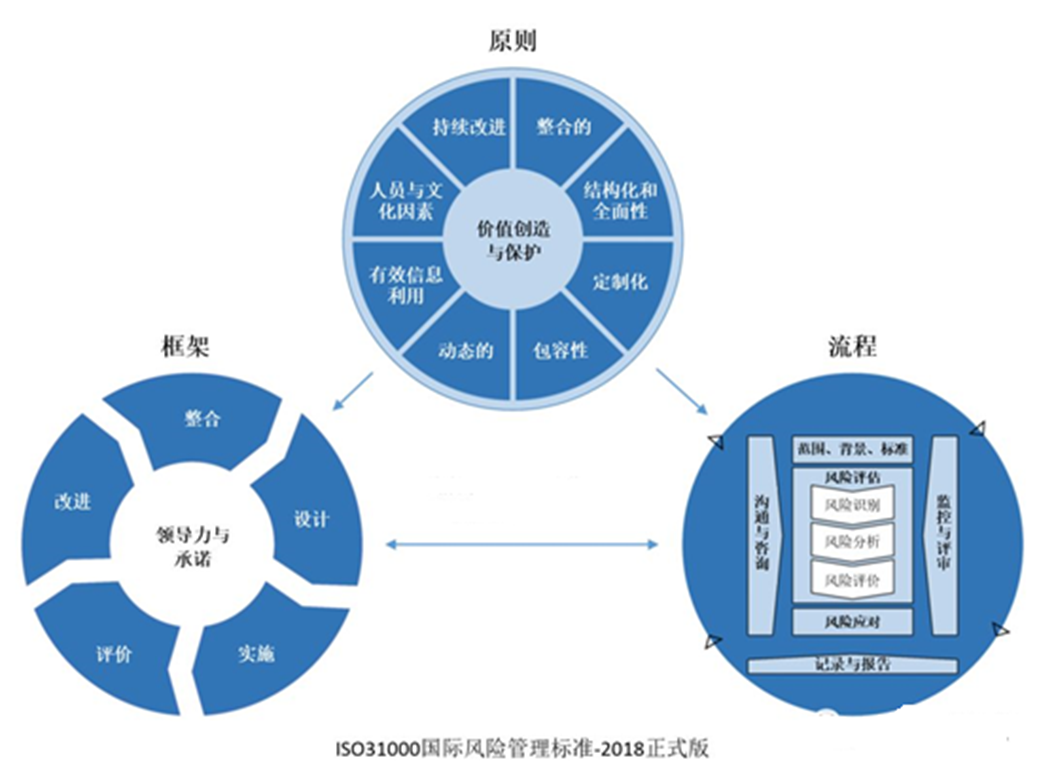 原则
持续改进
整合的
人员与文
化因素
结构化和
全面性
价值创造
与保护
有效信息
利用
定制化
动态的
包容性
框架
整合
改进
设计
领导力与
承诺
评价
实施
流程
范围、背景、标准
风险评估
风险识别
风险分析
风险评价
沟通与咨询
监控与评审
风险应对
记录与报告
ISO31000国际风险管理标准-2018正式版